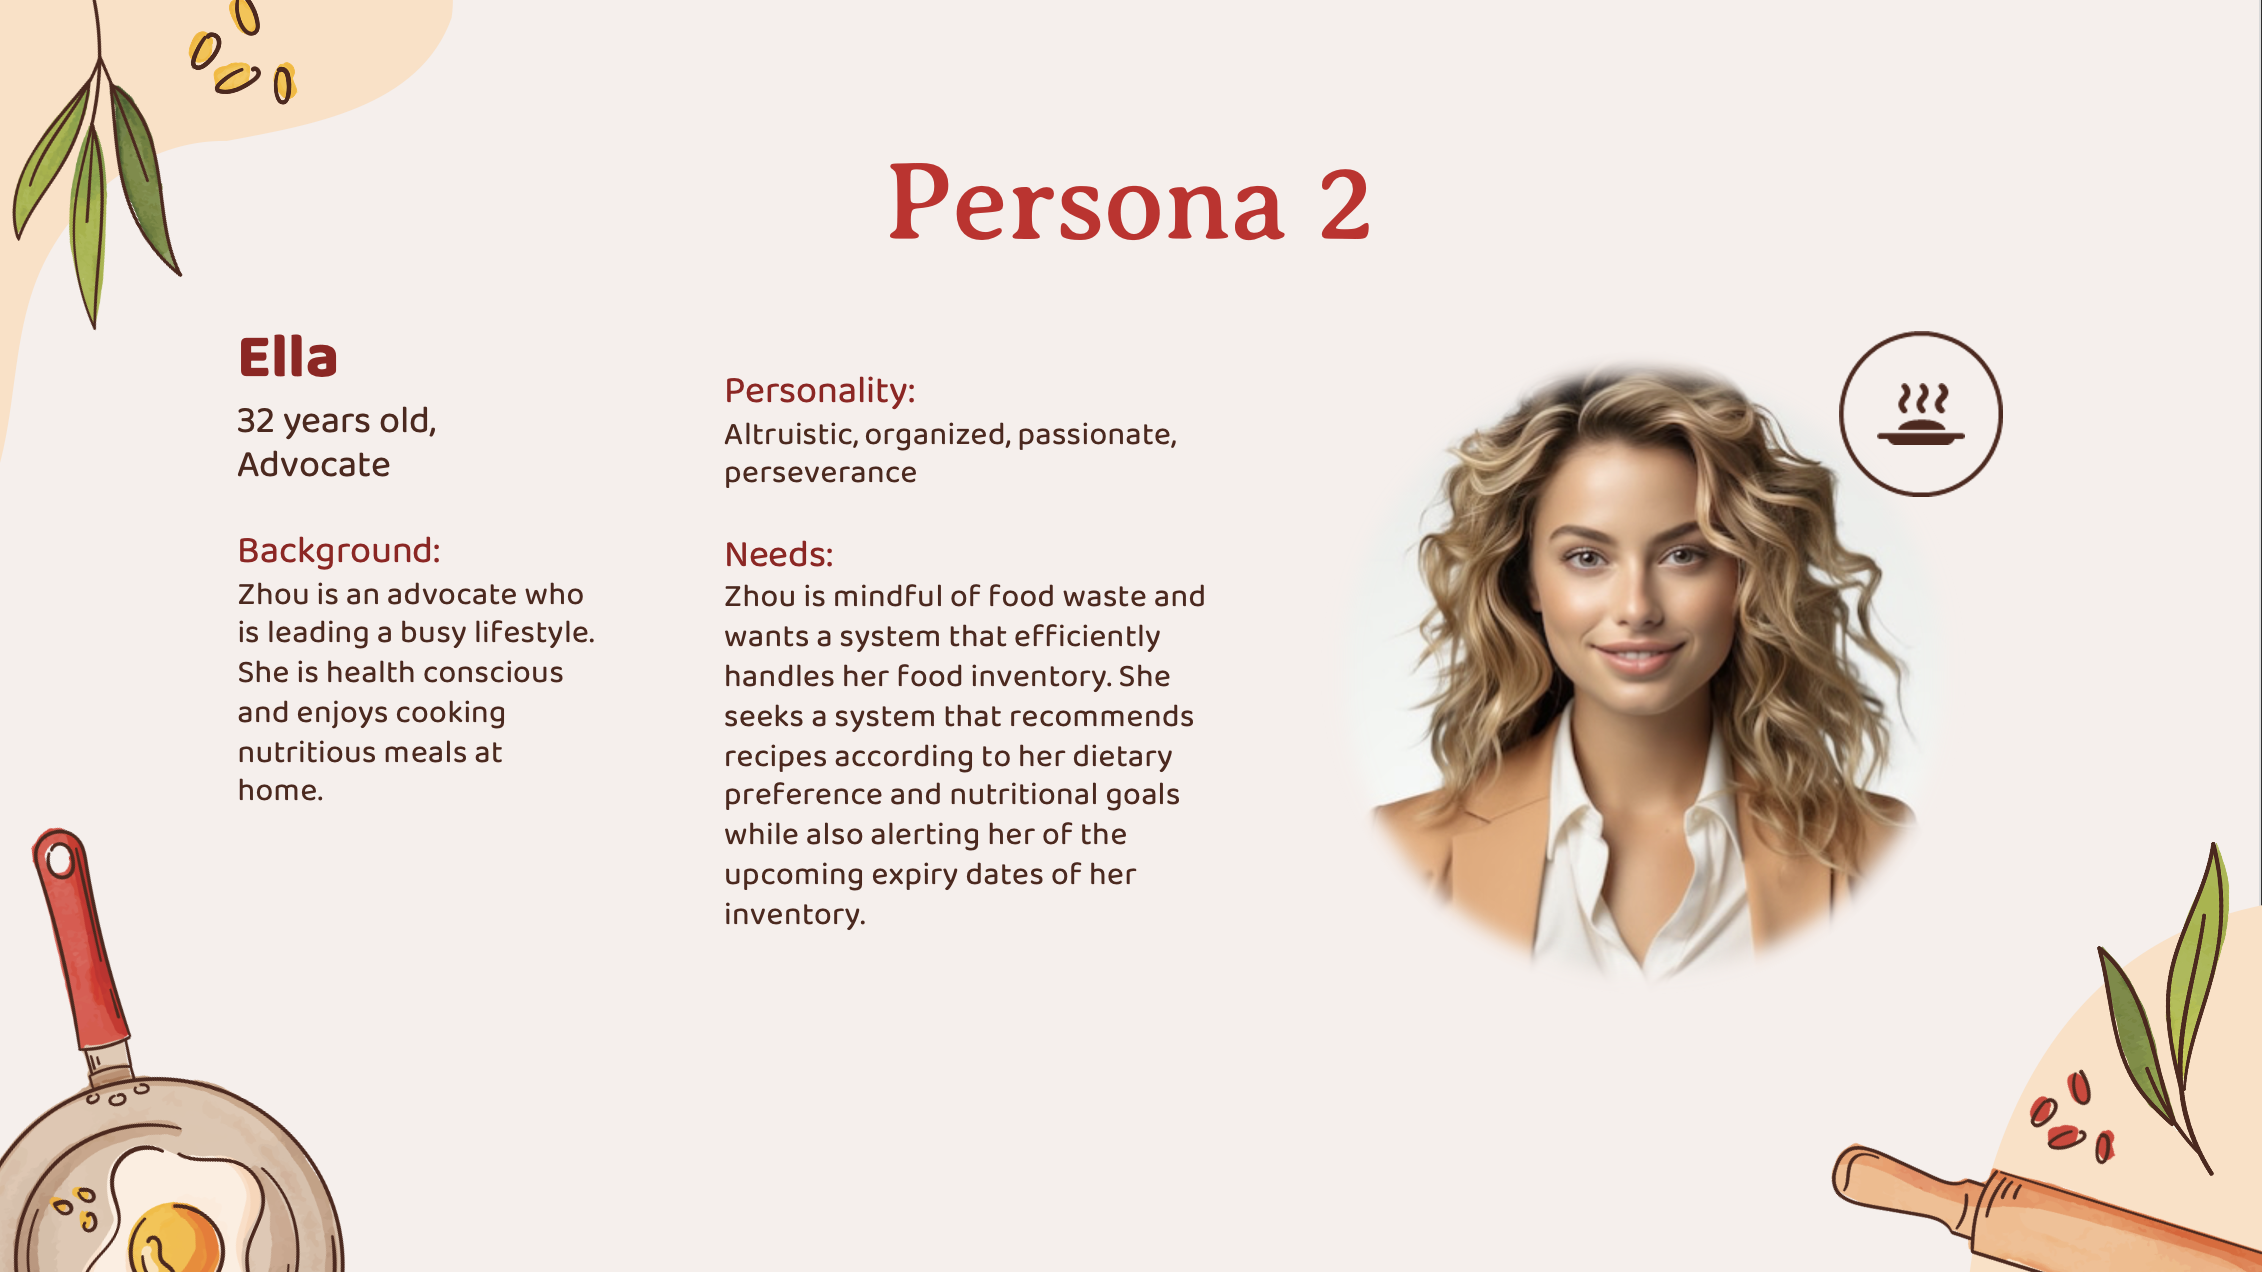 Persona 2
Ella
32 years old,
Advocate
Background:
Zhou is an advocate who
is leading a busy lifestyle.
She is health conscious
and enjoys cooking
nutritious meals at
home.
Personality:
Altruistic, organized, passionate,
perseverance
Needs:
Zhou is mindful of food waste and
wants a system that efficiently
handles her food inventory. She
seeks a system that recommends
recipes according to her dietary
preference and nutritional goals
while also alerting her of the
upcoming expiry dates of her
inventory.